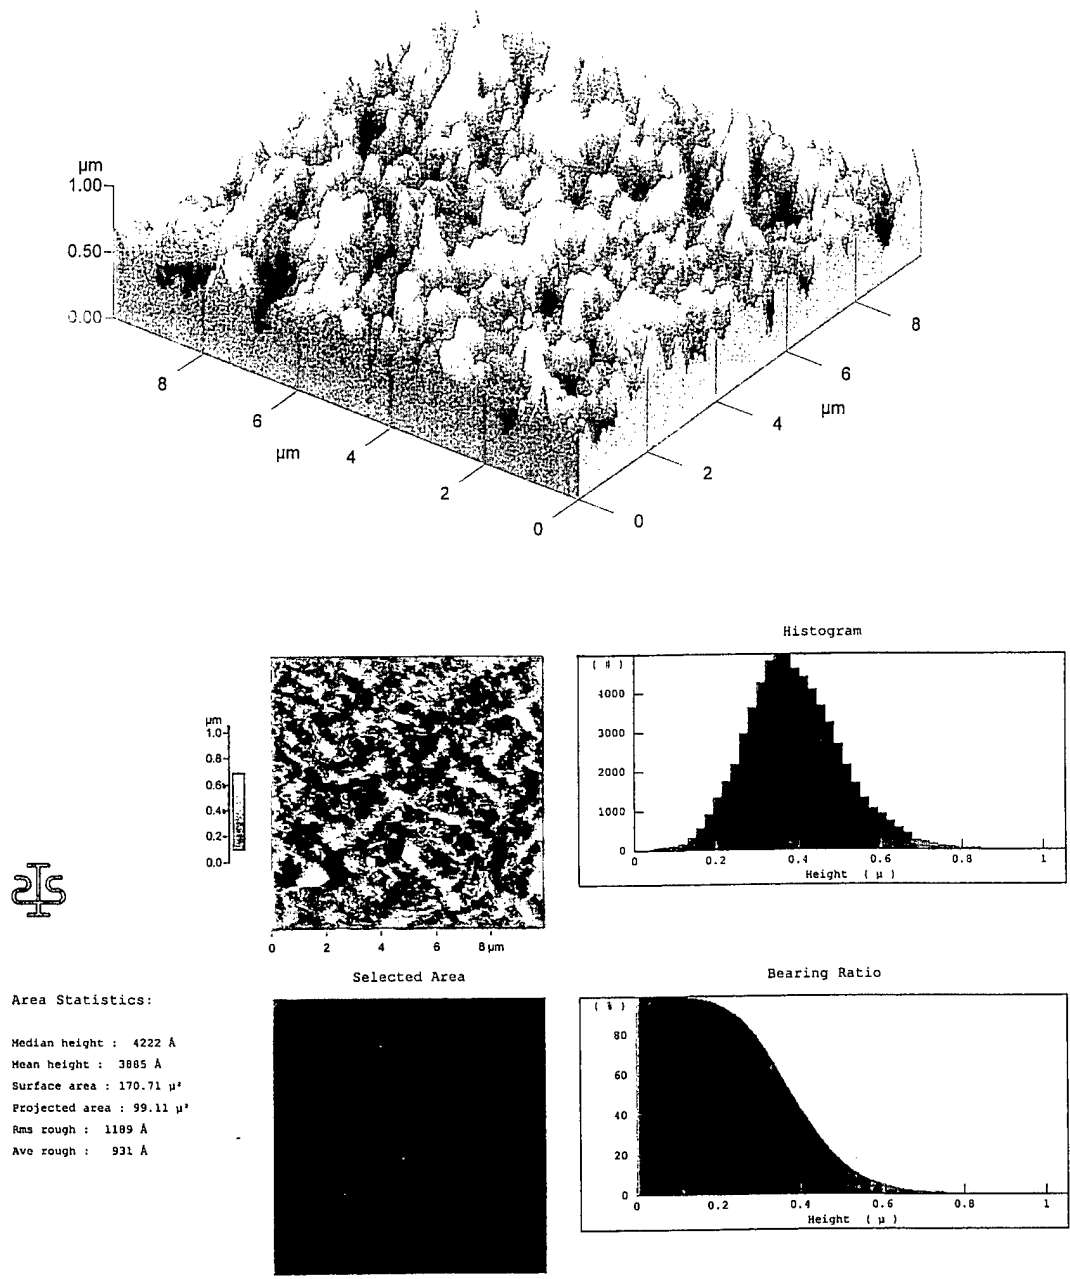 µm
1.00
0.50
0.00
8
6
µm
4
2
0
0
2
4
µm
6
8
Histogram
( # )
4000
3000
2000
1000
0
0.2
0.4
0.6
0.8
1
Height ( µ )
µm
1.0
0.8
0.6
0.4
0.2
0.0
0
2
4
6
8µm
Selected Area
Bearing Ratio
( % )
80
60
40
20
0
0
0.2
0.4
0.6
0.8
1
Height ( µ )
Area Statistics:
Median height : 4222 Å
Mean height : 3885 Å
Surface area : 170.71 µ²
Projected area : 99.11 µ²
Rms rough : 1189 Å
Ave rough : 931 Å